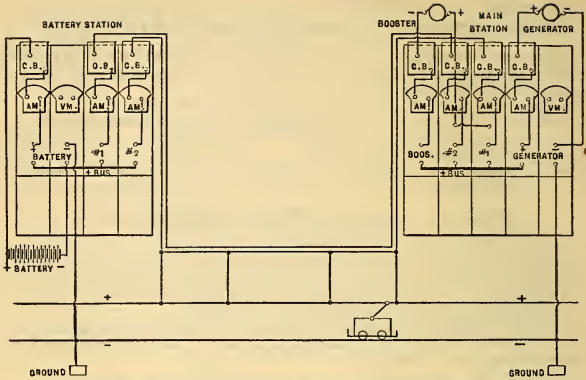 BATTERY STATION
BOOSTER
MAIN STATION
GENERATOR
- +
+ -
C.B. O.B. C.B.
C.B. C.B. C.B. C.B.
AM. VM. AM. AM.
AM. AM. AM. AM. VM.
+ - #1 #2
BATTERY
+ BUS
BOOS. #2 #1 + -
GENERATOR
+ BUS
+ BATTERY -
+ +
- -
GROUND
GROUND